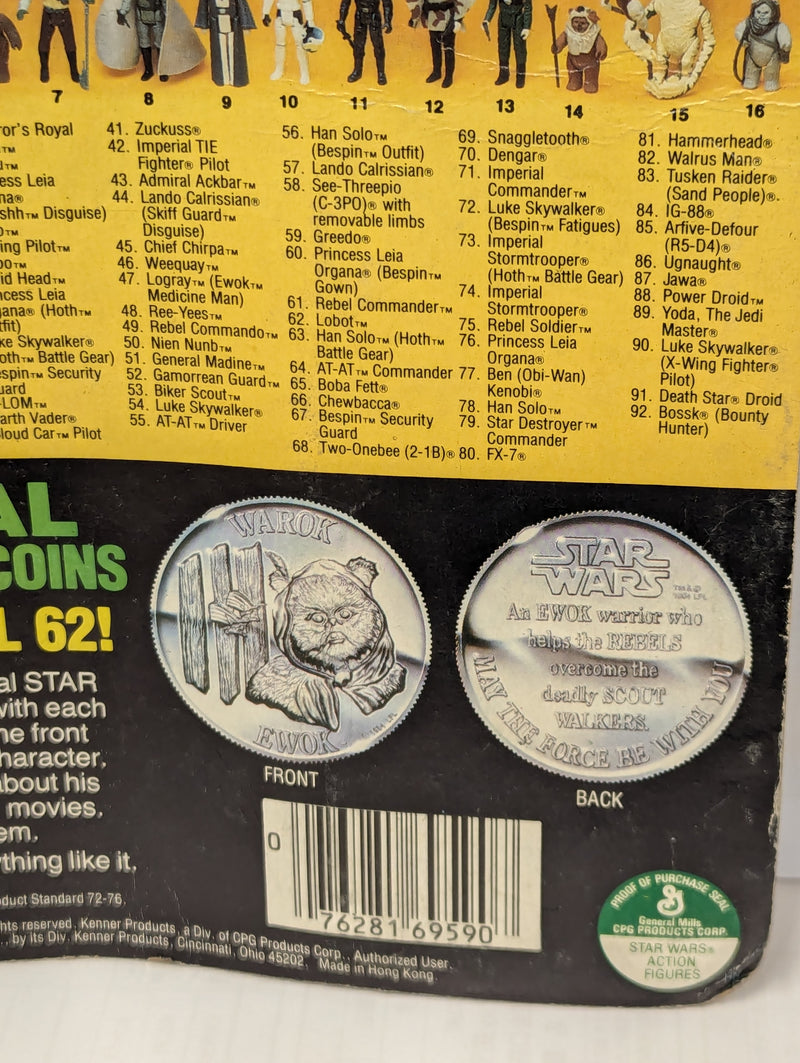 7 8 9 10 11 12 13 14 15 16
or's Royal
TM
TM
ess Leia
na®
shh™ Disguise)
o™
ing Pilot™
oo™
id Head™
ncess Leia
gana® (Hoth™
tfit)
ke Skywalker®
oth™ Battle Gear)
spin™ Security
uard
-LOM™
arth Vader®
loud Car™ Pilot
41. Zuckuss®
42. Imperial TIE
Fighter® Pilot
43. Admiral Ackbar™
44. Lando Calrissian®
(Skiff Guard™
Disguise)
45. Chief Chirpa™
46. Weequay™
47. Logray™ (Ewok™
Medicine Man)
48. Ree-Yees™
49. Rebel Commando™
50. Nien Nunb™
51. General Madine™
52. Gamorrean Guard™
53. Biker Scout™
54. Luke Skywalker®
55. AT-AT™ Driver
56. Han Solo™
(Bespin™ Outfit)
57. Lando Calrissian®
58. See-Threepio
(C-3PO)® with
removable limbs
59. Greedo®
60. Princess Leia
Organa® (Bespin™
Gown)
61. Rebel Commander™
62. Lobot™
63. Han Solo™ (Hoth™
Battle Gear)
64. AT-AT™ Commander
65. Boba Fett®
66. Chewbacca®
67. Bespin™ Security
Guard
68. Two-Onebee (2-1B)®
69. Snaggletooth®
70. Dengar®
71. Imperial
Commander™
72. Luke Skywalker®
(Bespin™ Fatigues)
73. Imperial
Stormtrooper®
(Hoth™ Battle Gear)
74. Imperial
Stormtrooper®
75. Rebel Soldier™
76. Princess Leia
Organa®
77. Ben (Obi-Wan)
Kenobi®
78. Han Solo™
79. Star Destroyer™
Commander
80. FX-7®
81. Hammerhead®
82. Walrus Man®
83. Tusken Raider®
(Sand People)®.
84. IG-88®
85. Arfive-Defour
(R5-D4)®
86. Ugnaught®
87. Jawa®
88. Power Droid™
89. Yoda, The Jedi
Master®
90. Luke Skywalker®
(X-Wing Fighter®
Pilot)
91. Death Star® Droid
92. Bossk® (Bounty
Hunter)
AL
COINS
L 62!
al STAR
with each
he front
haracter,
about his
movies.
em.
thing like it.
WAROK
EWOK
FRONT
STAR
WARS
An EWOK warrior who
helps the REBELS
overcome the
deadly SCOUT
WALKERS.
MAY THE FORCE BE WITH YOU
BACK
0 76281 69590
PROOF OF PURCHASE SEAL
General Mills
CPG PRODUCTS CORP.
STAR WARS®
ACTION
FIGURES
oduct Standard 72-76.
hts reserved. Kenner Products, a Div. of CPG Products Corp., Authorized User.
, by its Div. Kenner Products, Cincinnati, Ohio 45202. Made in Hong Kong.